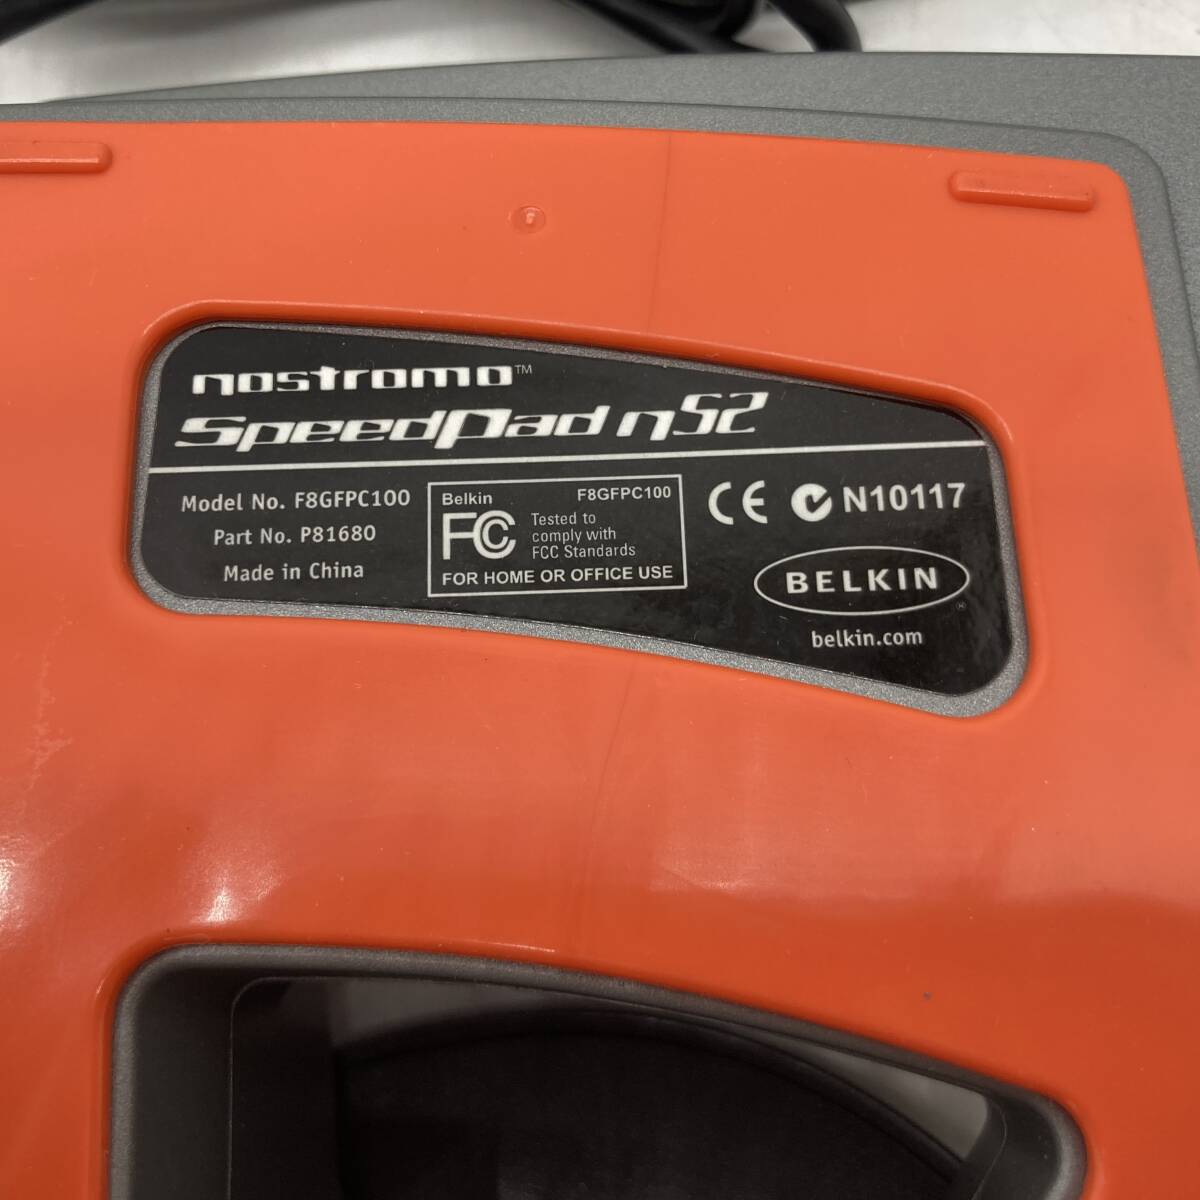 nostromo™
SpeedPad n52
Model No. F8GFPC100
Part No. P81680
Made in China
Belkin F8GFPC100
FC Tested to
comply with
FCC Standards
FOR HOME OR OFFICE USE
CE N10117
BELKIN®
belkin.com